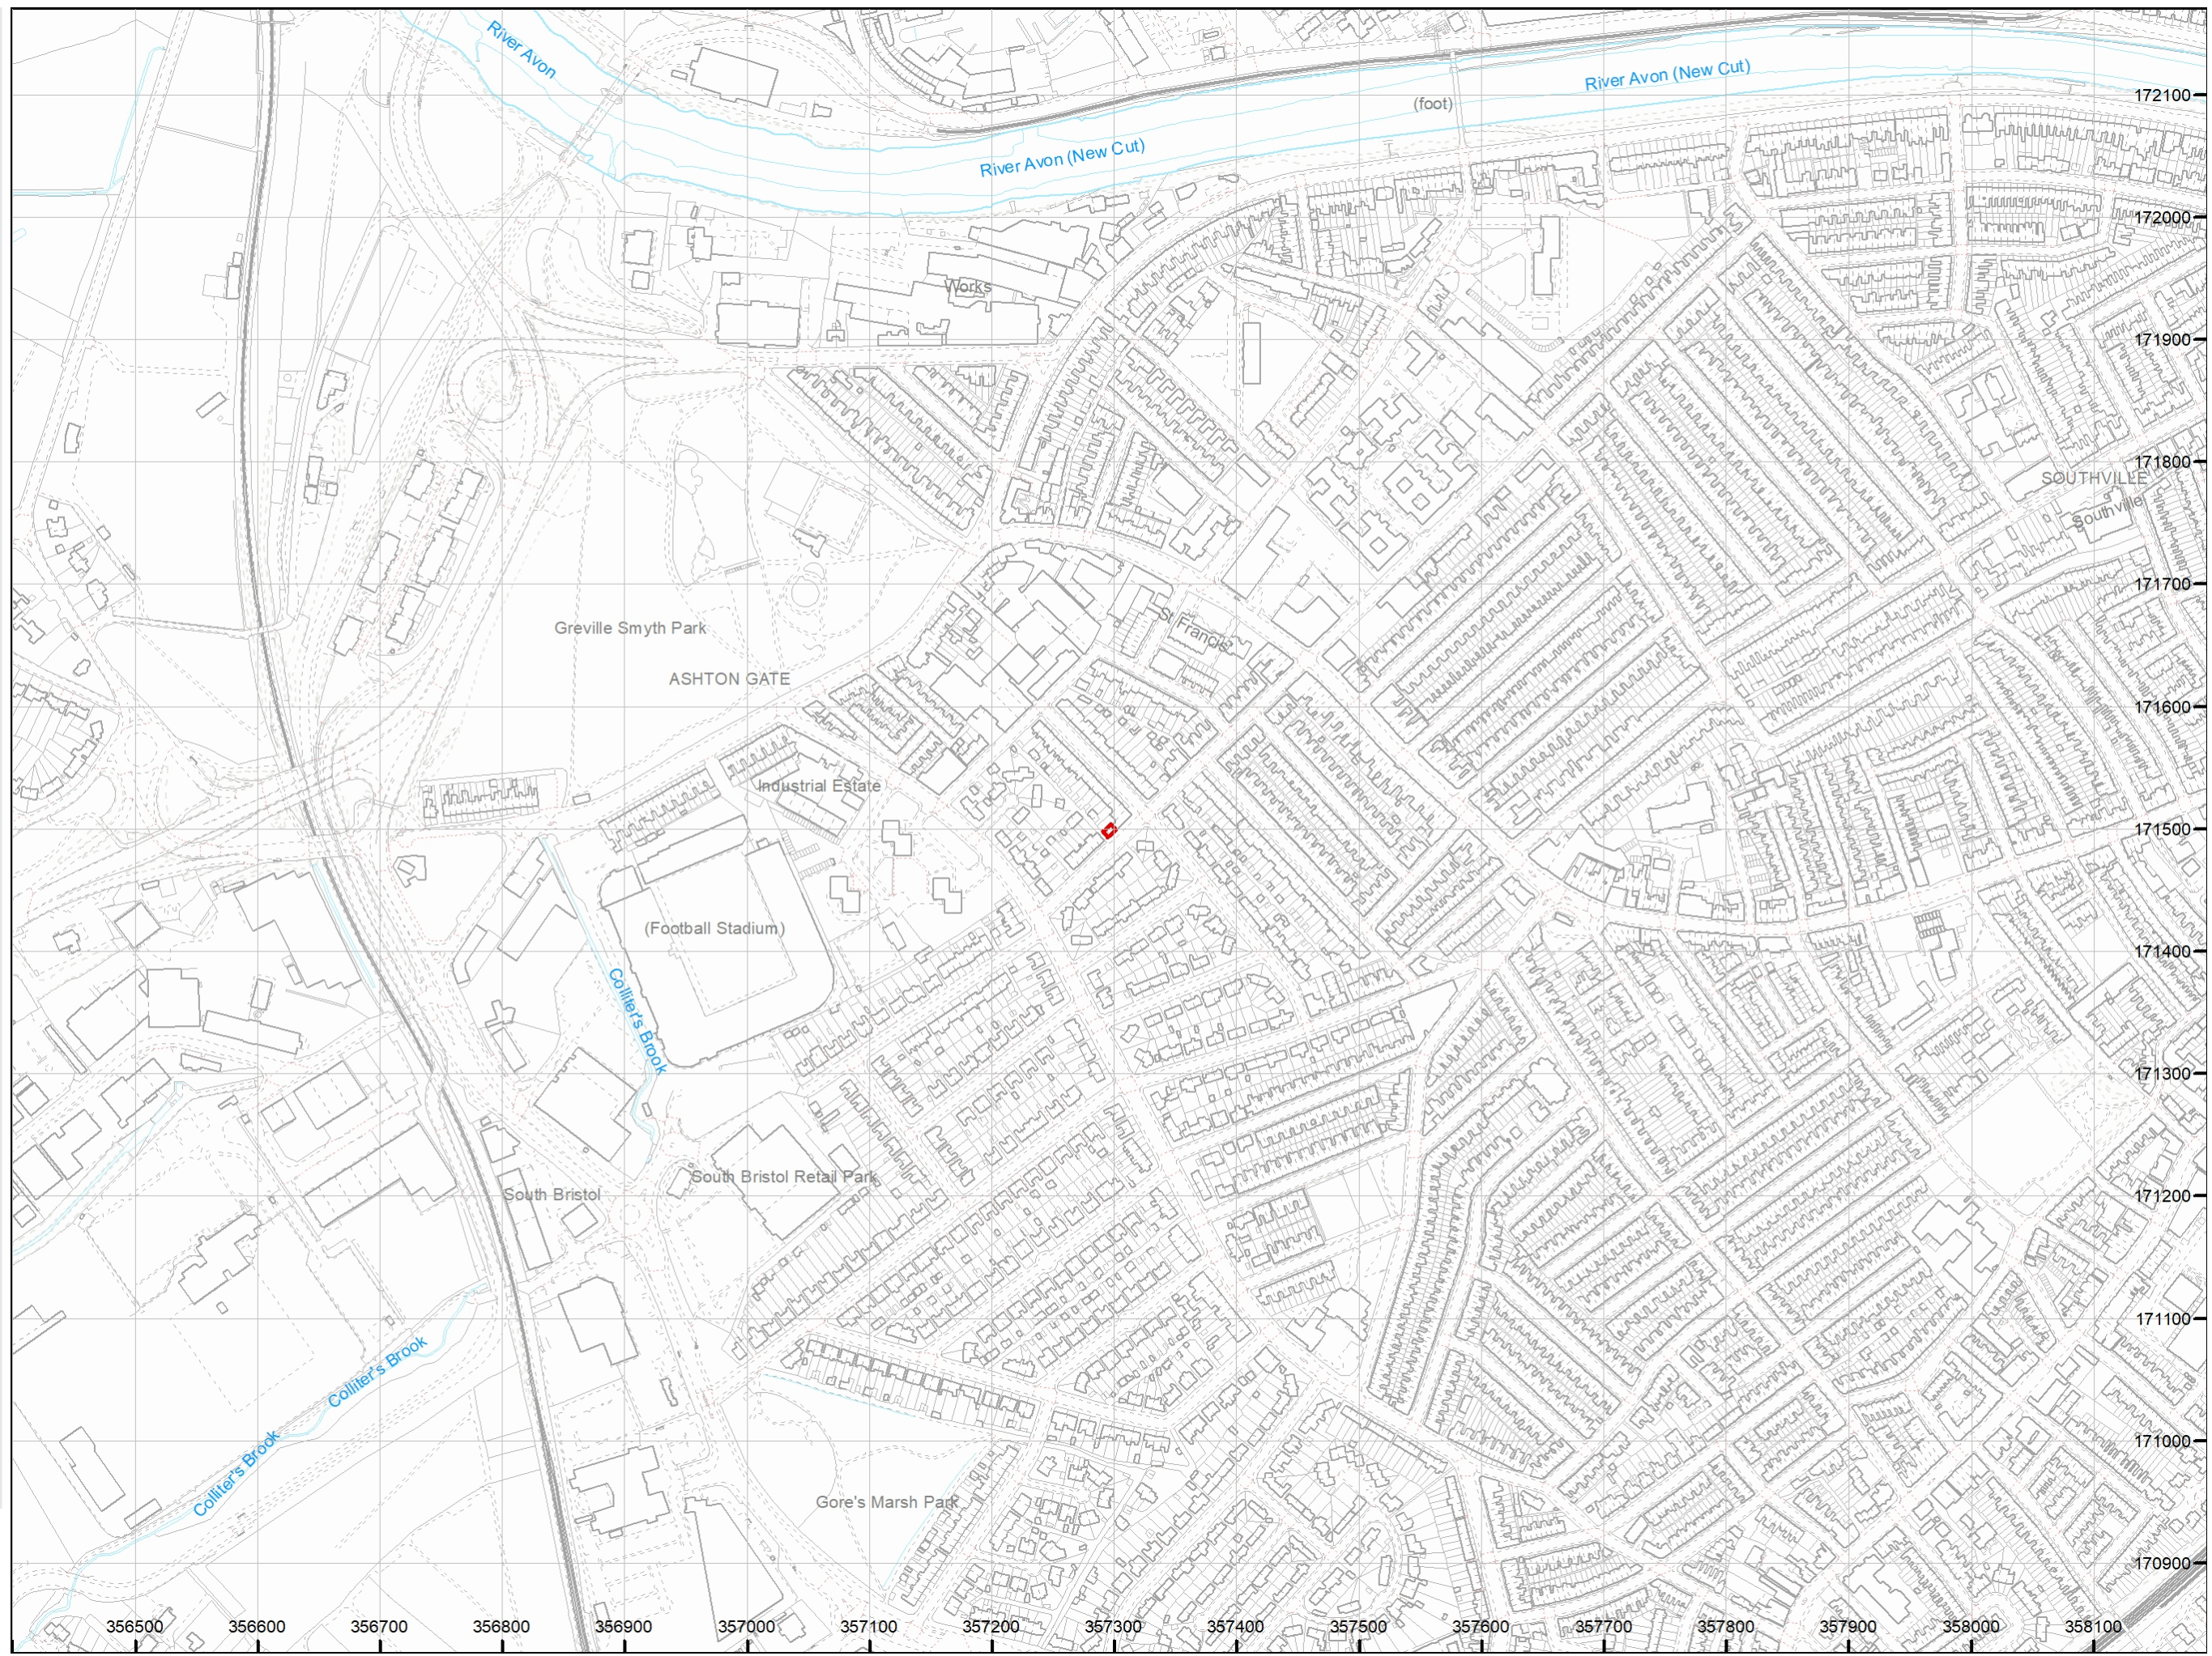 River Avon
River Avon (New Cut)
(foot)
172100
River Avon (New Cut)
172000
Works
171900
171800
SOUTHVILLE
Southville
171700
St Francis
Greville Smyth Park
ASHTON GATE
171600
Industrial Estate
171500
(Football Stadium)
171400
Colliter's Brook
171300
South Bristol Retail Park
South Bristol
171200
171100
Colliter's Brook
171000
Colliter's Brook
Gore's Marsh Park
170900
356500 356600 356700 356800 356900 357000 357100 357200 357300 357400 357500 357600 357700 357800 357900 358000 358100